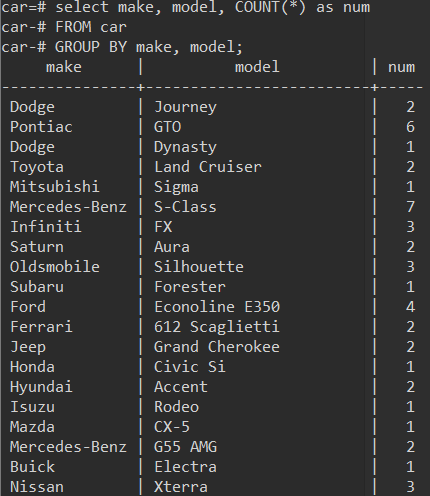 car=# select make, model, COUNT(*) as num
car-# FROM car
car-# GROUP BY make, model;
     make      |         model          | num
---------------+------------------------+-----
 Dodge         | Journey                |   2
 Pontiac       | GTO                    |   6
 Dodge         | Dynasty                |   1
 Toyota        | Land Cruiser           |   2
 Mitsubishi    | Sigma                  |   1
 Mercedes-Benz | S-Class                |   7
 Infiniti      | FX                     |   3
 Saturn        | Aura                   |   2
 Oldsmobile    | Silhouette             |   3
 Subaru        | Forester               |   1
 Ford          | Econoline E350         |   4
 Ferrari       | 612 Scaglietti         |   2
 Jeep          | Grand Cherokee         |   2
 Honda         | Civic Si               |   1
 Hyundai       | Accent                 |   2
 Isuzu         | Rodeo                  |   1
 Mazda         | CX-5                   |   1
 Mercedes-Benz | G55 AMG                |   2
 Buick         | Electra                |   1
 Nissan        | Xterra                 |   3